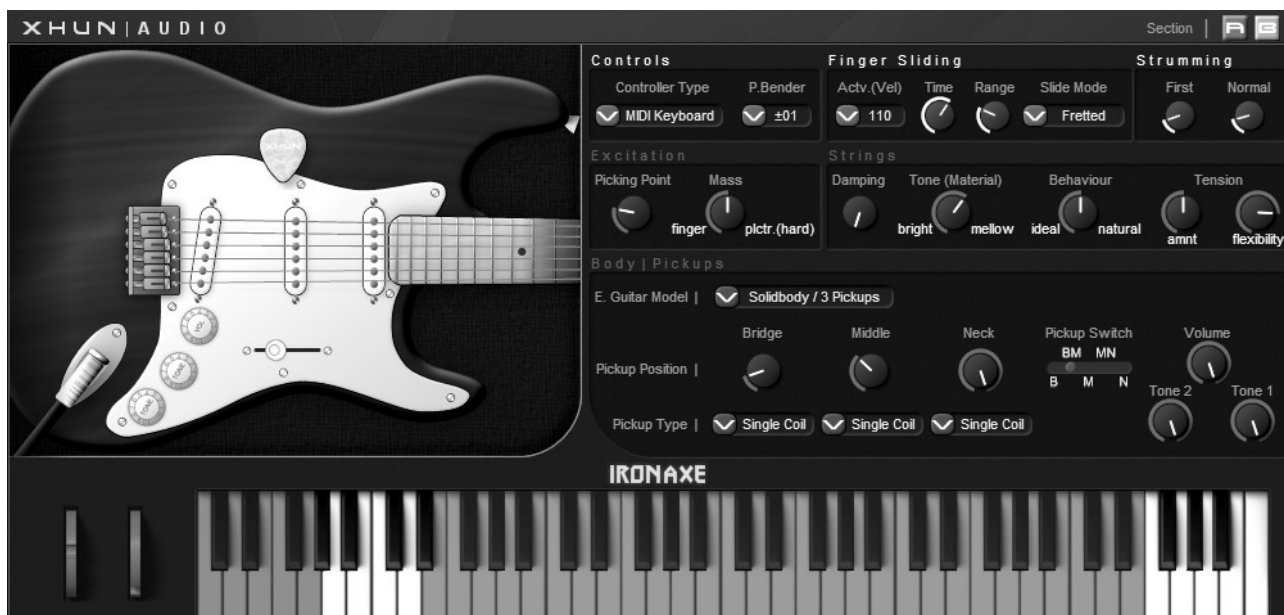 XHUN | AUDIO
Section | A B
Controls Finger Sliding Strumming
Controller Type P.Bender Actv.(Vel) Time Range Slide Mode First Normal
MIDI Keyboard ±01 110 Fretted
Excitation Strings
Picking Point Mass Damping Tone (Material) Behaviour Tension
finger plctr.(hard) bright mellow ideal natural amnt flexibility
Body | Pickups
E. Guitar Model | Solidbody / 3 Pickups
Bridge Middle Neck Pickup Switch Volume
BM MN
Pickup Position |
B M N
Tone 2 Tone 1
Pickup Type | Single Coil Single Coil Single Coil
XHUN
TONE
TONE
IRONAXE